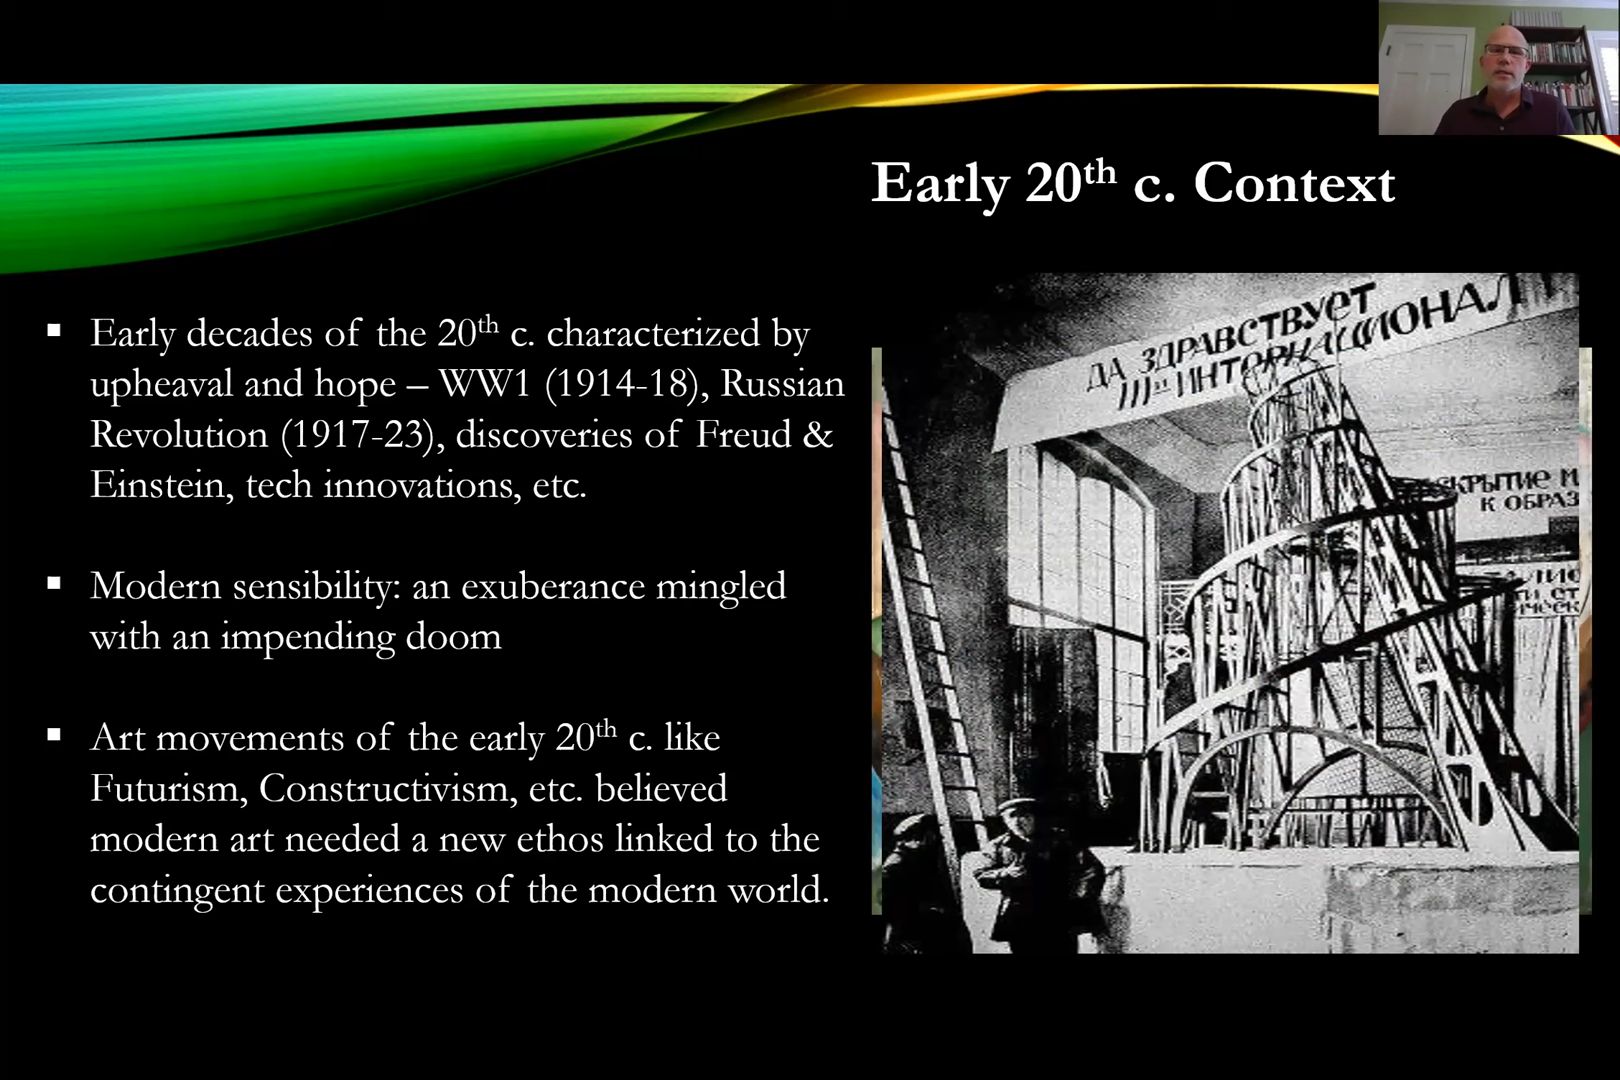 Early 20th c. Context
Early decades of the 20th c. characterized by
upheaval and hope – WW1 (1914-18), Russian
Revolution (1917-23), discoveries of Freud &
Einstein, tech innovations, etc.
Modern sensibility: an exuberance mingled
with an impending doom
Art movements of the early 20th c. like
Futurism, Constructivism, etc. believed
modern art needed a new ethos linked to the
contingent experiences of the modern world.
ДА ЗДРАВСТВУЕТ
III-й ИНТЕРНАЦИОНАЛ
СКРЫТИЕ М
К ОБРАЗ